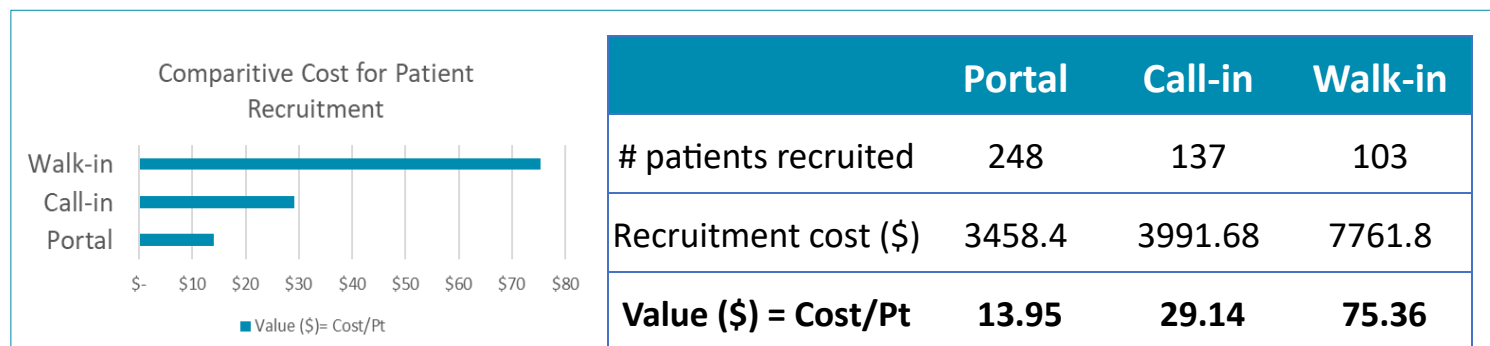 Comparitive Cost for Patient
Recruitment
Walk-in
Call-in
Portal
$- $10 $20 $30 $40 $50 $60 $70 $80
Value ($)= Cost/Pt
Portal Call-in Walk-in
# patients recruited 248 137 103
Recruitment cost ($) 3458.4 3991.68 7761.8
Value ($) = Cost/Pt 13.95 29.14 75.36